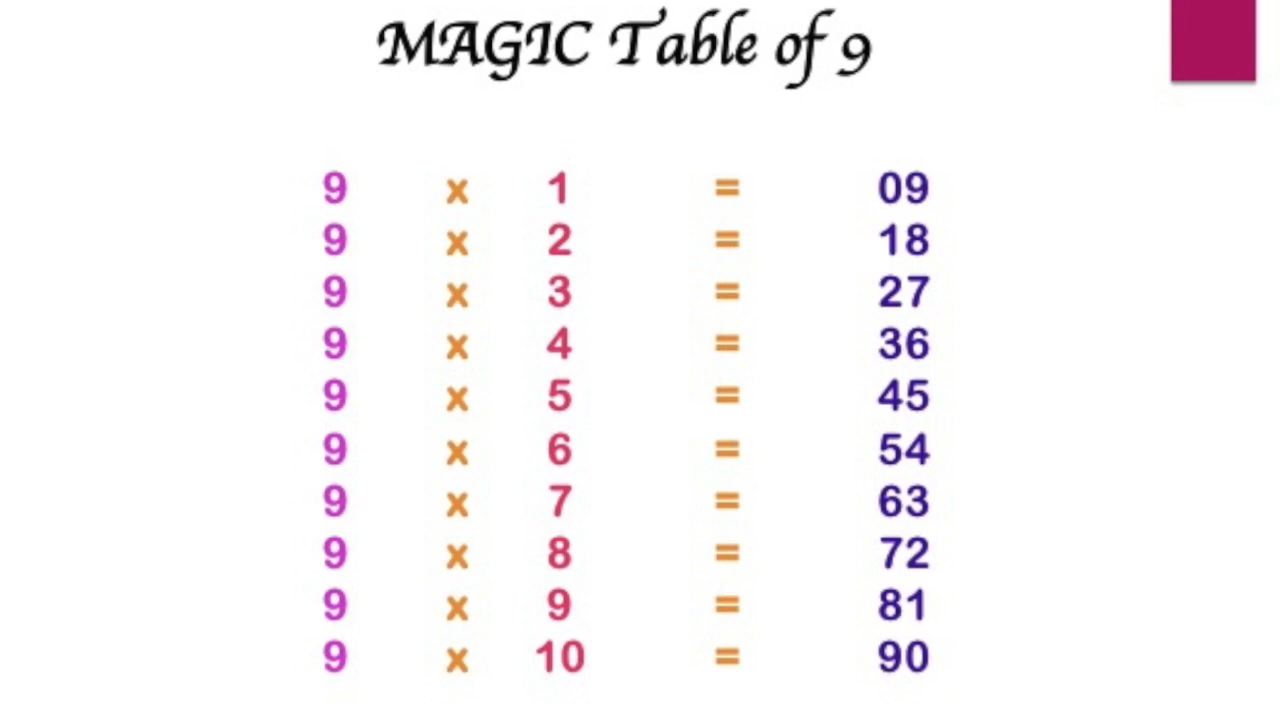 MAGIC Table of 9
9 x 1 = 09
9 x 2 = 18
9 x 3 = 27
9 x 4 = 36
9 x 5 = 45
9 x 6 = 54
9 x 7 = 63
9 x 8 = 72
9 x 9 = 81
9 x 10 = 90